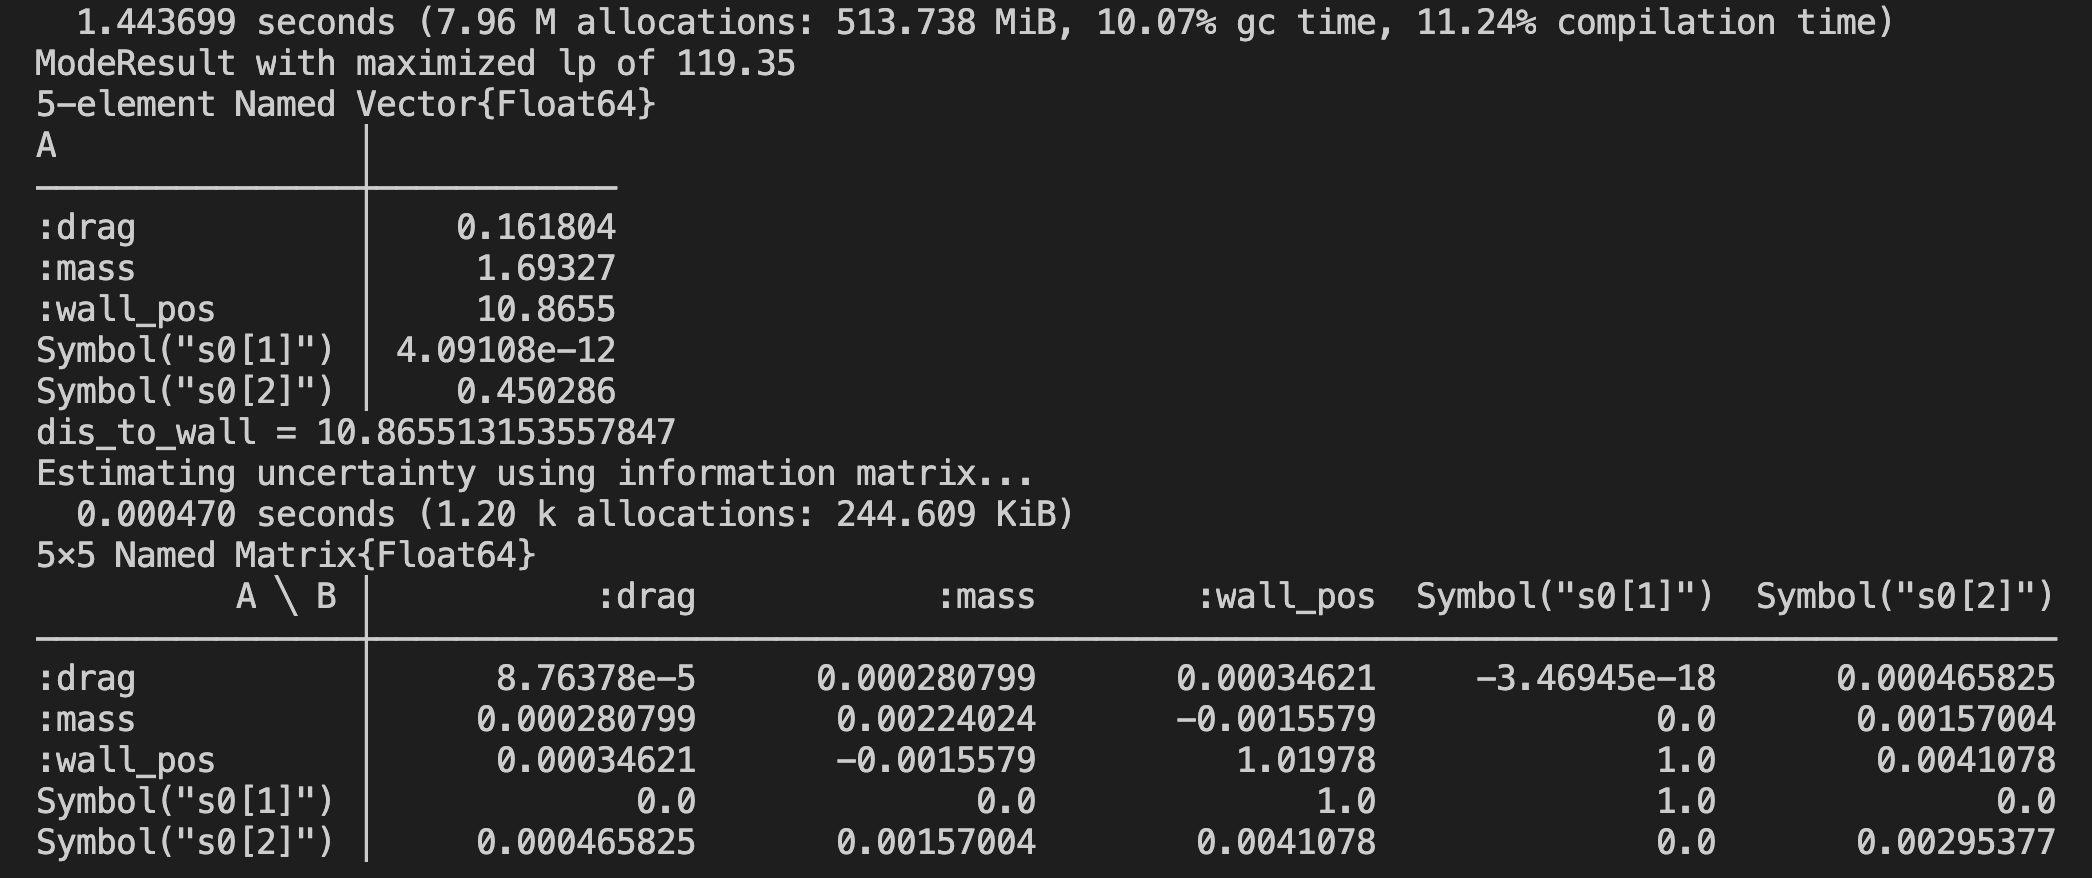 1.443699 seconds (7.96 M allocations: 513.738 MiB, 10.07% gc time, 11.24% compilation time)
ModeResult with maximized lp of 119.35
5-element Named Vector{Float64}
A
:drag 0.161804
:mass 1.69327
:wall_pos 10.8655
Symbol("s0[1]") 4.09108e-12
Symbol("s0[2]") 0.450286
dis_to_wall = 10.865513153557847
Estimating uncertainty using information matrix...
0.000470 seconds (1.20 k allocations: 244.609 KiB)
5×5 Named Matrix{Float64}
A ╲ B :drag :mass :wall_pos Symbol("s0[1]") Symbol("s0[2]")
:drag 8.76378e-5 0.000280799 0.00034621 -3.46945e-18 0.000465825
:mass 0.000280799 0.00224024 -0.0015579 0.0 0.00157004
:wall_pos 0.00034621 -0.0015579 1.01978 1.0 0.0041078
Symbol("s0[1]") 0.0 0.0 1.0 1.0 0.0
Symbol("s0[2]") 0.000465825 0.00157004 0.0041078 0.0 0.00295377